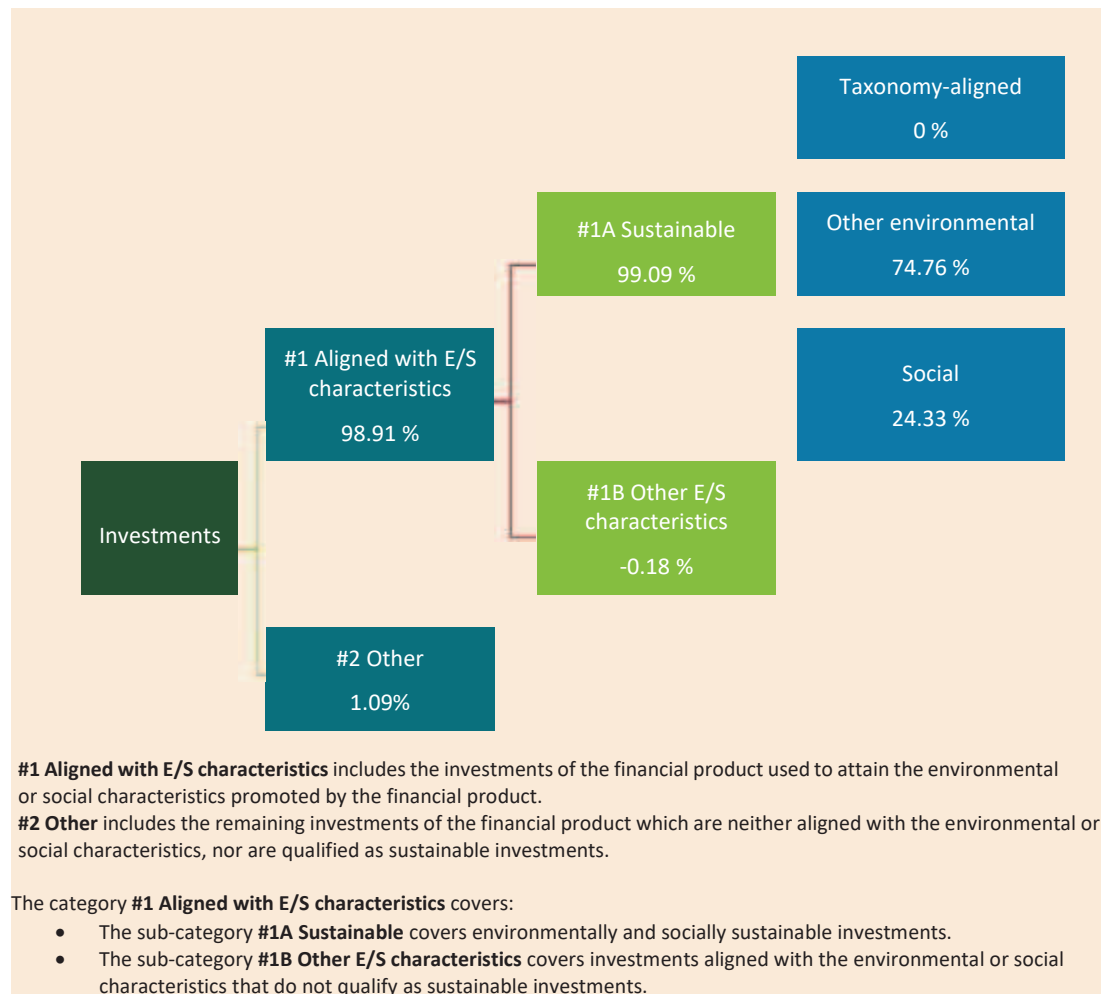 Taxonomy-aligned
0 %
#1A Sustainable
99.09 %
Other environmental
74.76 %
#1 Aligned with E/S
characteristics
98.91 %
Social
24.33 %
Investments
#1B Other E/S
characteristics
-0.18 %
#2 Other
1.09%
#1 Aligned with E/S characteristics includes the investments of the financial product used to attain the environmental
or social characteristics promoted by the financial product.
#2 Other includes the remaining investments of the financial product which are neither aligned with the environmental or
social characteristics, nor are qualified as sustainable investments.
The category #1 Aligned with E/S characteristics covers:
• The sub-category #1A Sustainable covers environmentally and socially sustainable investments.
• The sub-category #1B Other E/S characteristics covers investments aligned with the environmental or social
characteristics that do not qualify as sustainable investments.